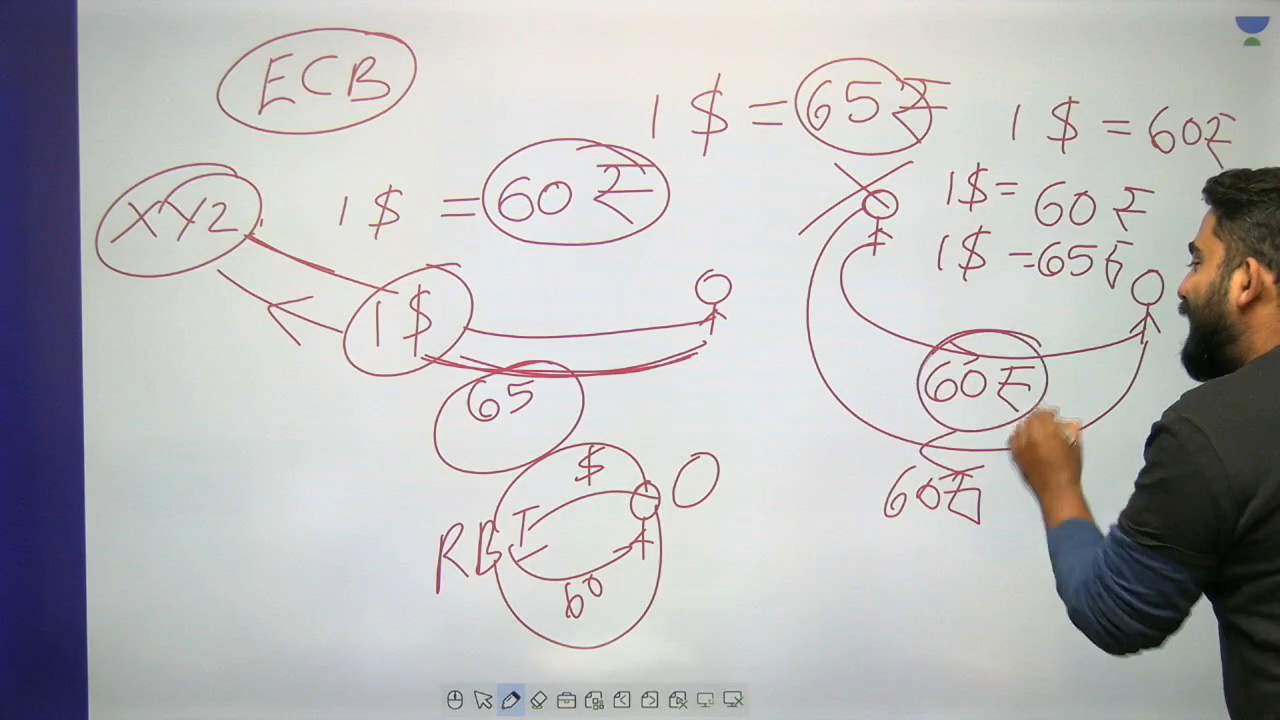 ECB
1 $ = 65 ₹
1 $ = 60₹
XYZ
1 $ = 60 ₹
1$ = 60 ₹
1$ = 65₹
1 $
65
60₹
$
RBI
60
60₹